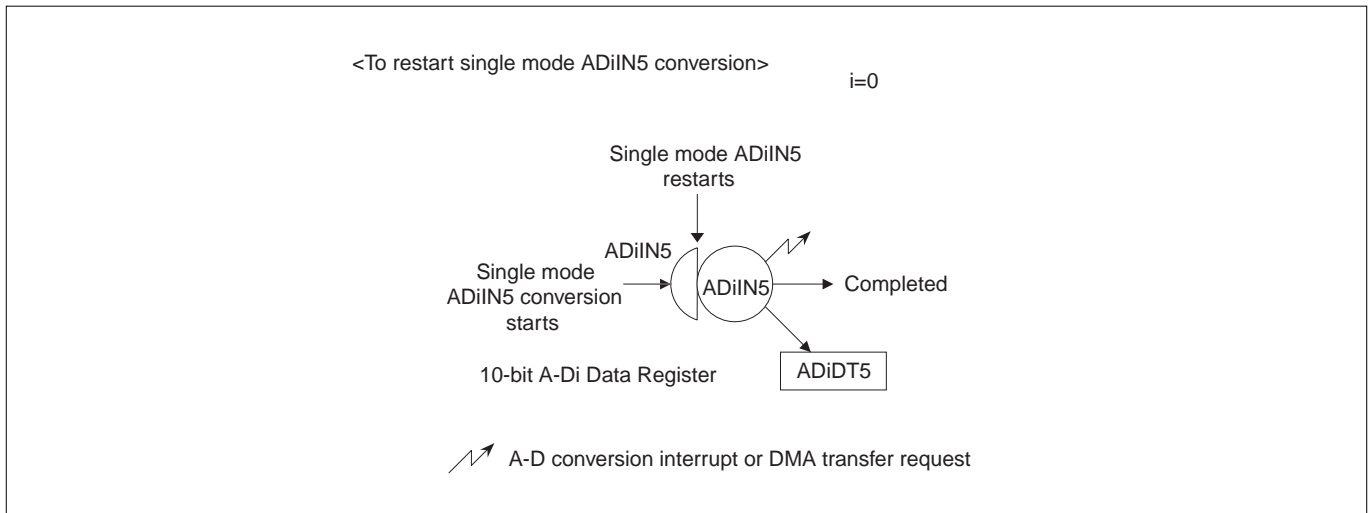 <To restart single mode ADiIN5 conversion>
i=0
Single mode ADiIN5
restarts
ADiIN5
Single mode
ADiIN5 conversion
starts
ADiIN5
Completed
10-bit A-Di Data Register
ADiDT5
A-D conversion interrupt or DMA transfer request